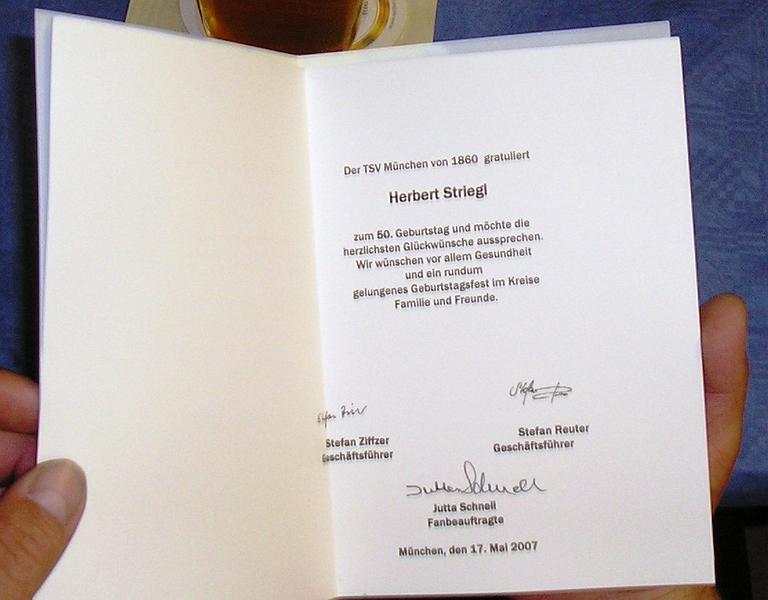 Der TSV München von 1860 gratuliert
Herbert Striegl
zum 50. Geburtstag und möchte die
herzlichsten Glückwünsche aussprechen.
Wir wünschen vor allem Gesundheit
und ein rundum
gelungenes Geburtstagsfest im Kreise
Familie und Freunde.
Stefan Ziffzer
Geschäftsführer
Stefan Reuter
Geschäftsführer
Jutta Schnell
Jutta Schnell
Fanbeauftragte
München, den 17. Mai 2007